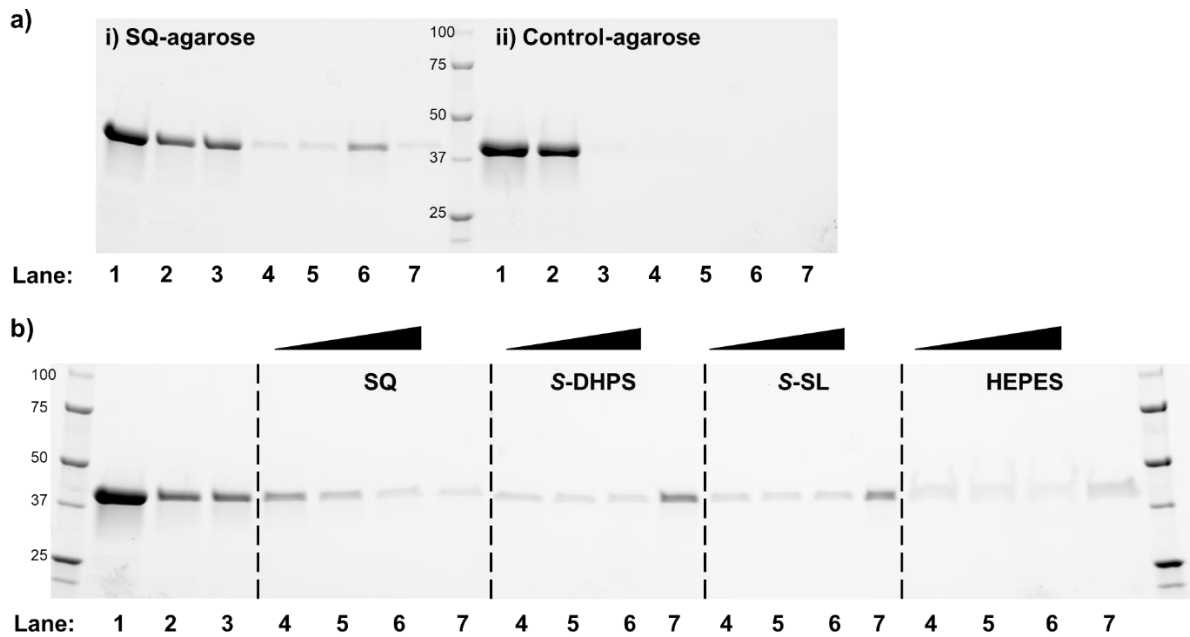 a)
i) SQ-agarose
100
ii) Control-agarose
75
50
37
25
Lane: 1 2 3 4 5 6 7 1 2 3 4 5 6 7
b)
100 SQ S-DHPS S-SL HEPES
75
50
37
25
Lane: 1 2 3 4 5 6 7 4 5 6 7 4 5 6 7 4 5 6 7